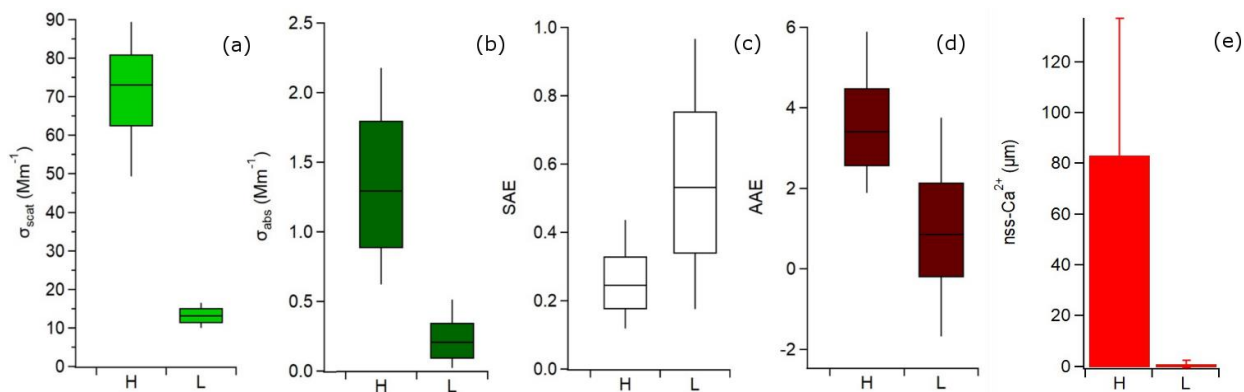 (a)
σscat (Mm⁻¹)
90
80
70
60
50
40
30
20
10
0
H L
(b)
σabs (Mm⁻¹)
2.5
2.0
1.5
1.0
0.5
0.0
H L
(c)
SAE
1.0
0.8
0.6
0.4
0.2
0.0
H L
(d)
AAE
6
4
2
0
-2
H L
(e)
nss-Ca²⁺ (μm)
120
100
80
60
40
20
0
H L